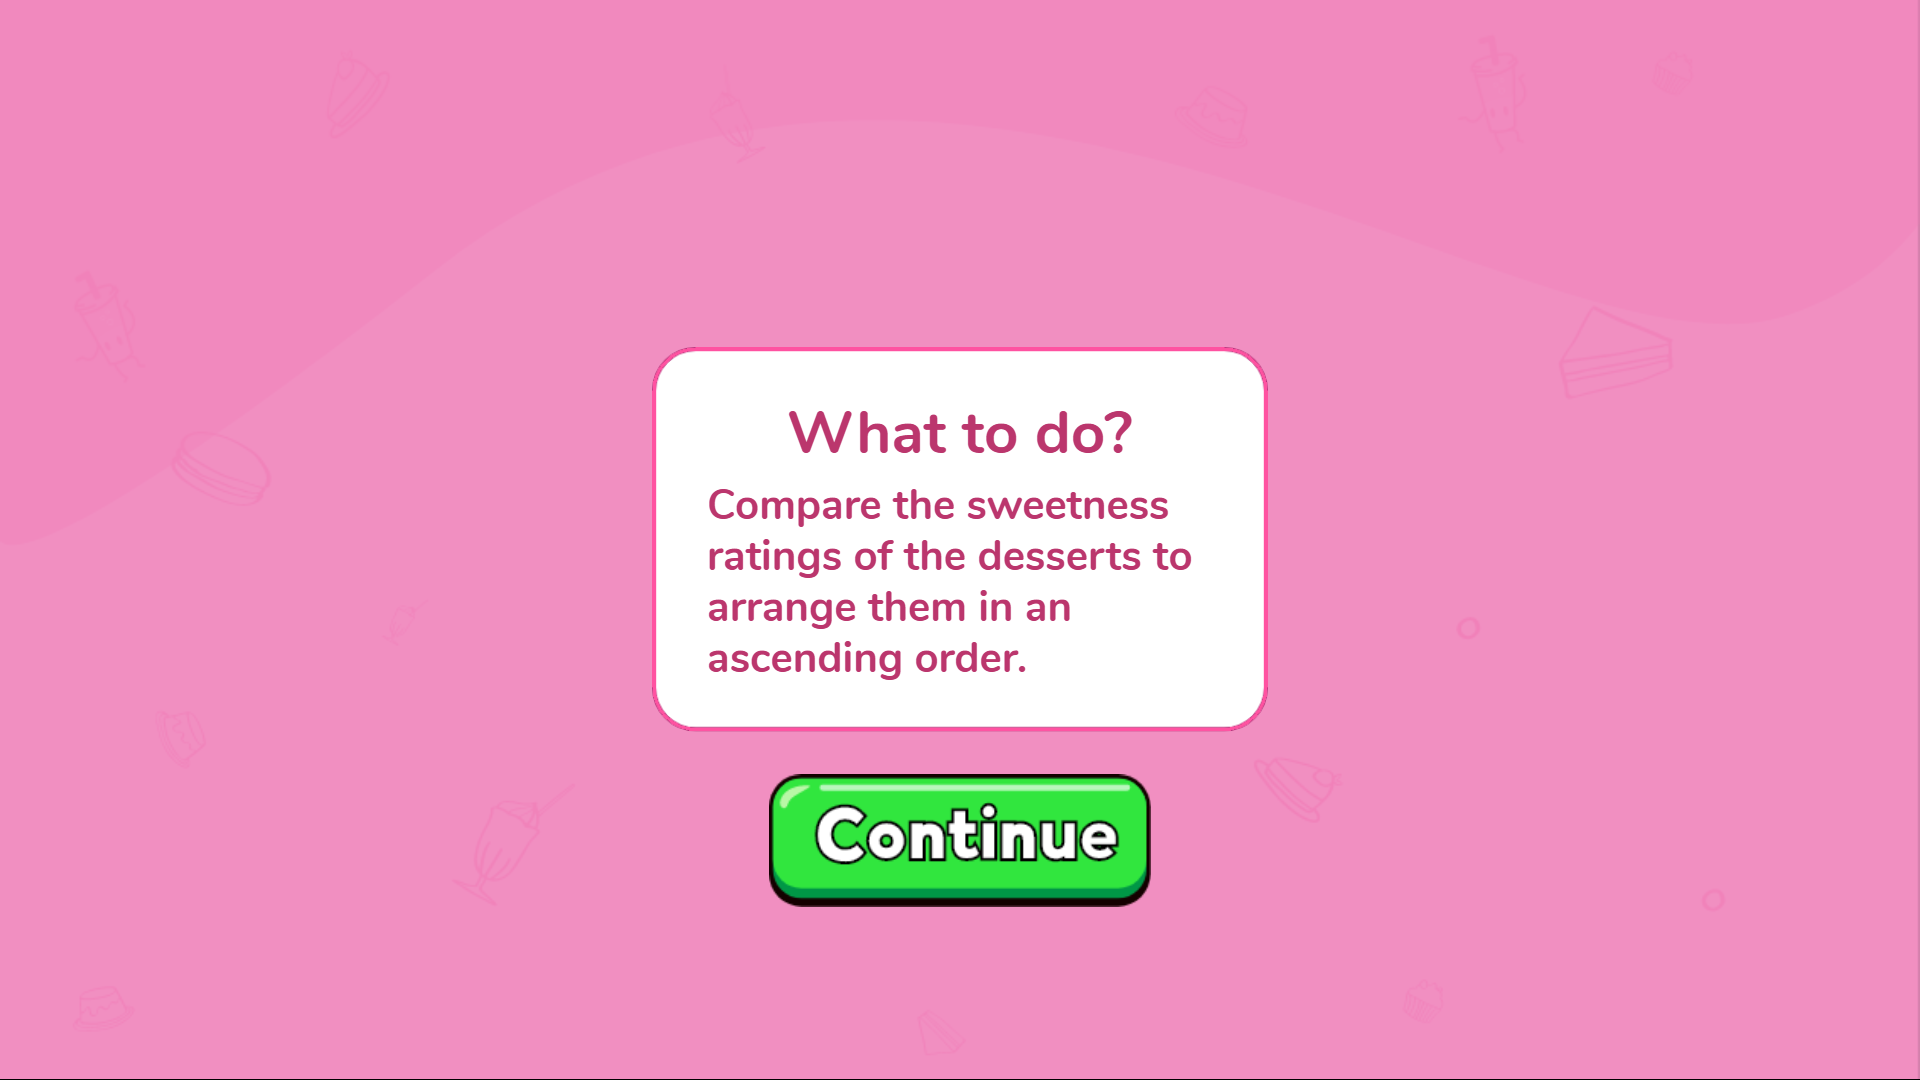 What to do?
Compare the sweetness
ratings of the desserts to
arrange them in an
ascending order.
Continue